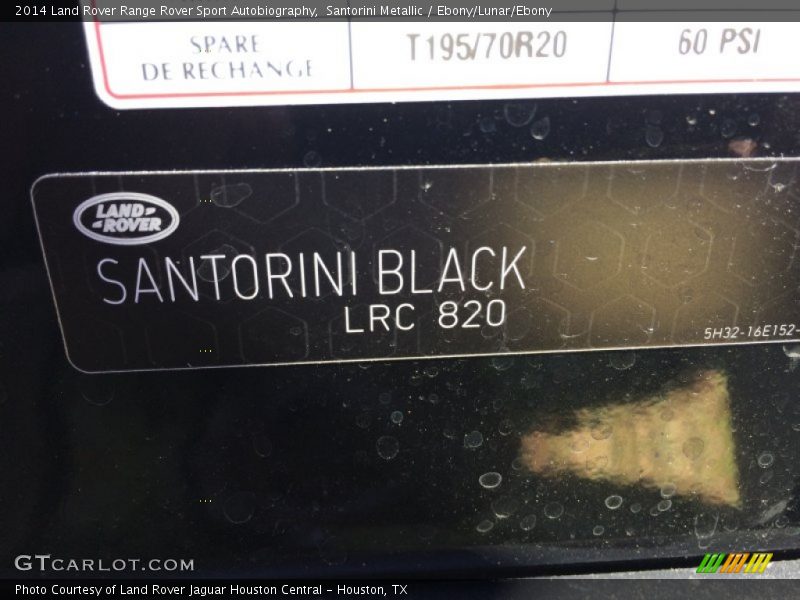 2014 Land Rover Range Rover Sport Autobiography, Santorini Metallic / Ebony/Lunar/Ebony
SPARE
DE RECHANGE
T195/70R20
60 PSI
LAND-
-ROVER
SANTORINI BLACK
LRC 820
5H32-16E152-
GTCARLOT.COM
Photo Courtesy of Land Rover Jaguar Houston Central - Houston, TX